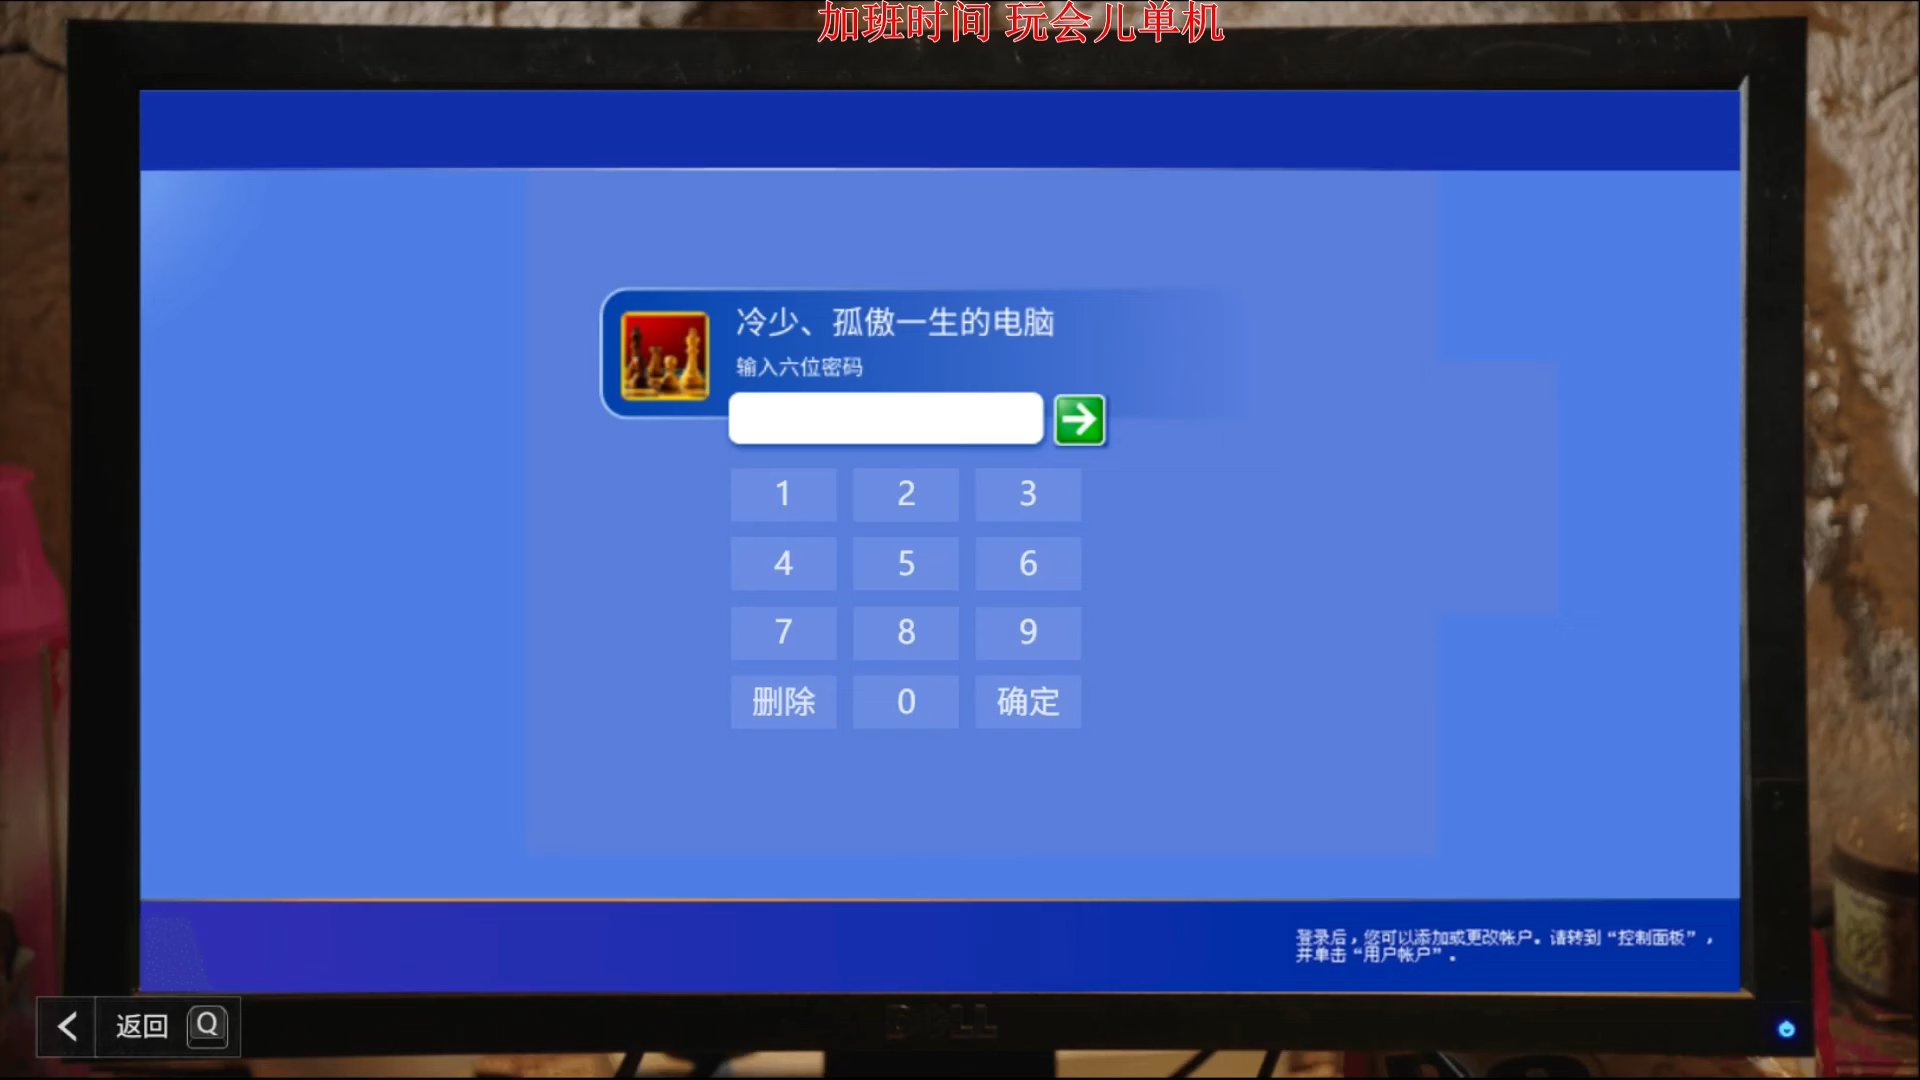 加班时间 玩会儿单机
冷少、孤傲一生的电脑
输入六位密码
1 2 3
4 5 6
7 8 9
删除 0 确定
登录后，您可以添加或更改帐户。请转到“控制面板”，
并单击“用户帐户”。
DELL
返回 Q